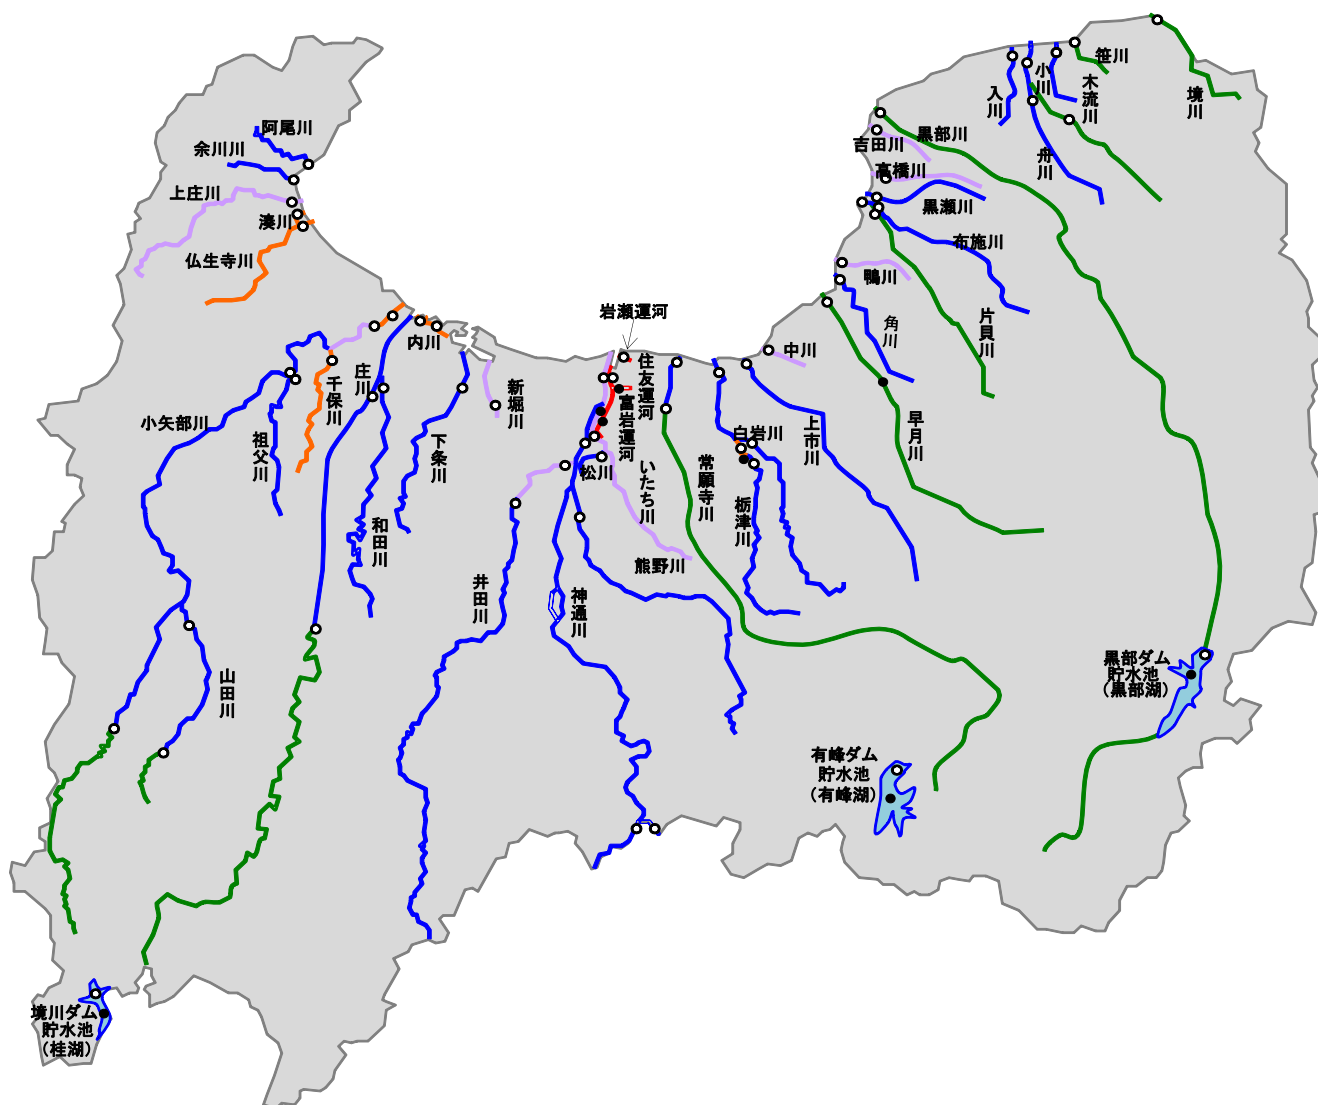 阿尾川
余川川
上庄川
湊川
仏生寺川
内川
千保川
庄川
小矢部川
祖父川
和田川
下条川
新堀川
山田川
井田川
岩瀬運河
住友運河
富岩運河
松川
いたち川
熊野川
神通川
常願寺川
白岩川
栃津川
中川
上市川
早月川
角川
鴨川
片貝川
布施川
黒瀬川
高橋川
吉田川
黒部川
入川
小川
舟川
木流川
笹川
境川
黒部ダム
貯水池
(黒部湖)
有峰ダム
貯水池
(有峰湖)
境川ダム
貯水池
(桂湖)